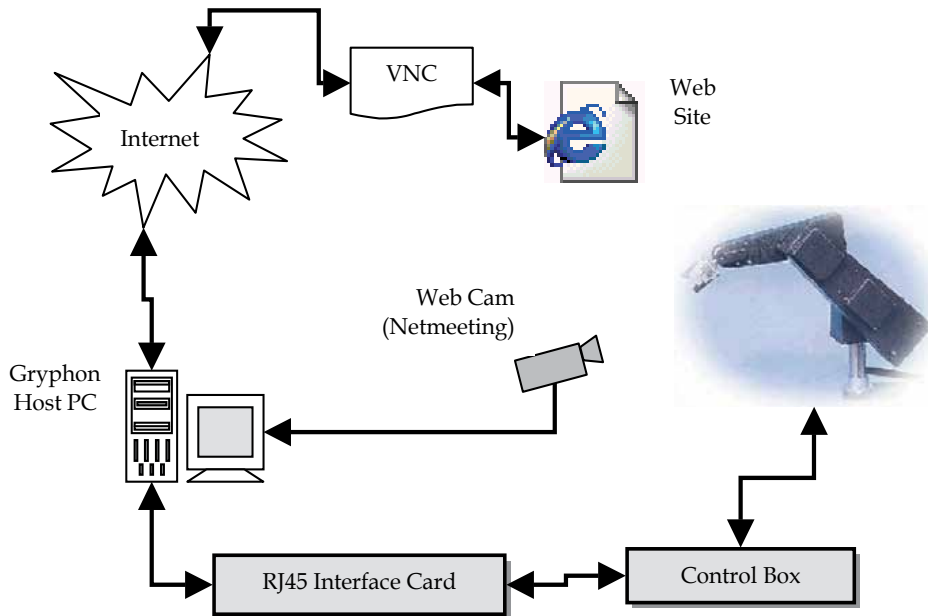 VNC
Internet
Web
Site
Web Cam
(Netmeeting)
Gryphon
Host PC
RJ45 Interface Card
Control Box